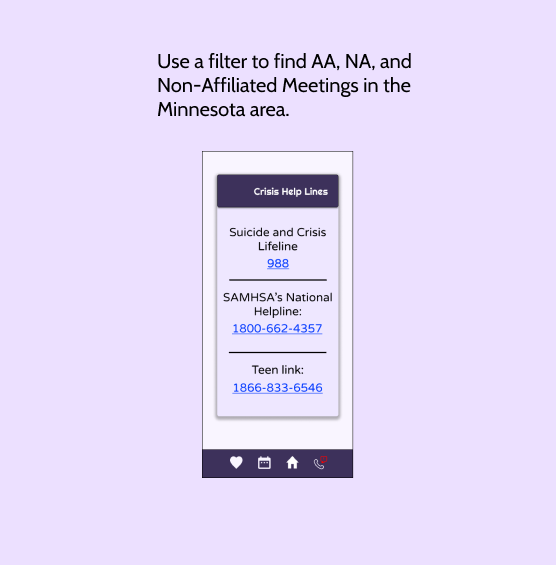 Use a filter to find AA, NA, and
Non-Affiliated Meetings in the
Minnesota area.
Crisis Help Lines
Suicide and Crisis
Lifeline
988
SAMHSA's National
Helpline:
1800-662-4357
Teen link:
1866-833-6546